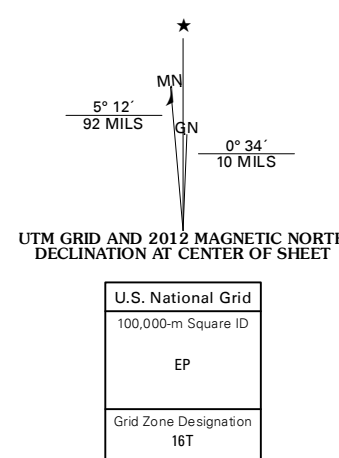 ★
MN
5° 12´
92 MILS
GN
0° 34´
10 MILS
UTM GRID AND 2012 MAGNETIC NORTH
DECLINATION AT CENTER OF SHEET
U.S. National Grid
100,000-m Square ID
EP
Grid Zone Designation
16T